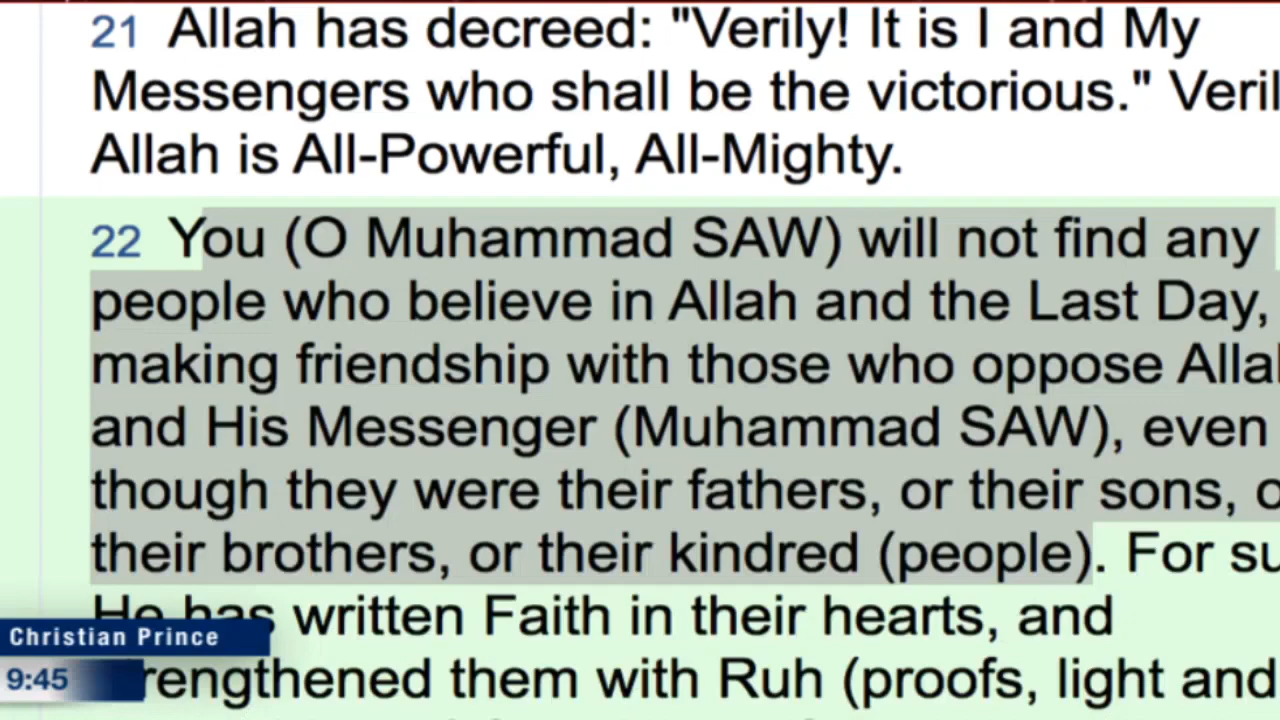 21 Allah has decreed: "Verily! It is I and My
Messengers who shall be the victorious." Veril
Allah is All-Powerful, All-Mighty.
22 You (O Muhammad SAW) will not find any
people who believe in Allah and the Last Day,
making friendship with those who oppose Allah
and His Messenger (Muhammad SAW), even
though they were their fathers, or their sons, o
their brothers, or their kindred (people). For su
He has written Faith in their hearts, and
Christian Prince
rengthened them with Ruh (proofs, light and
9:45